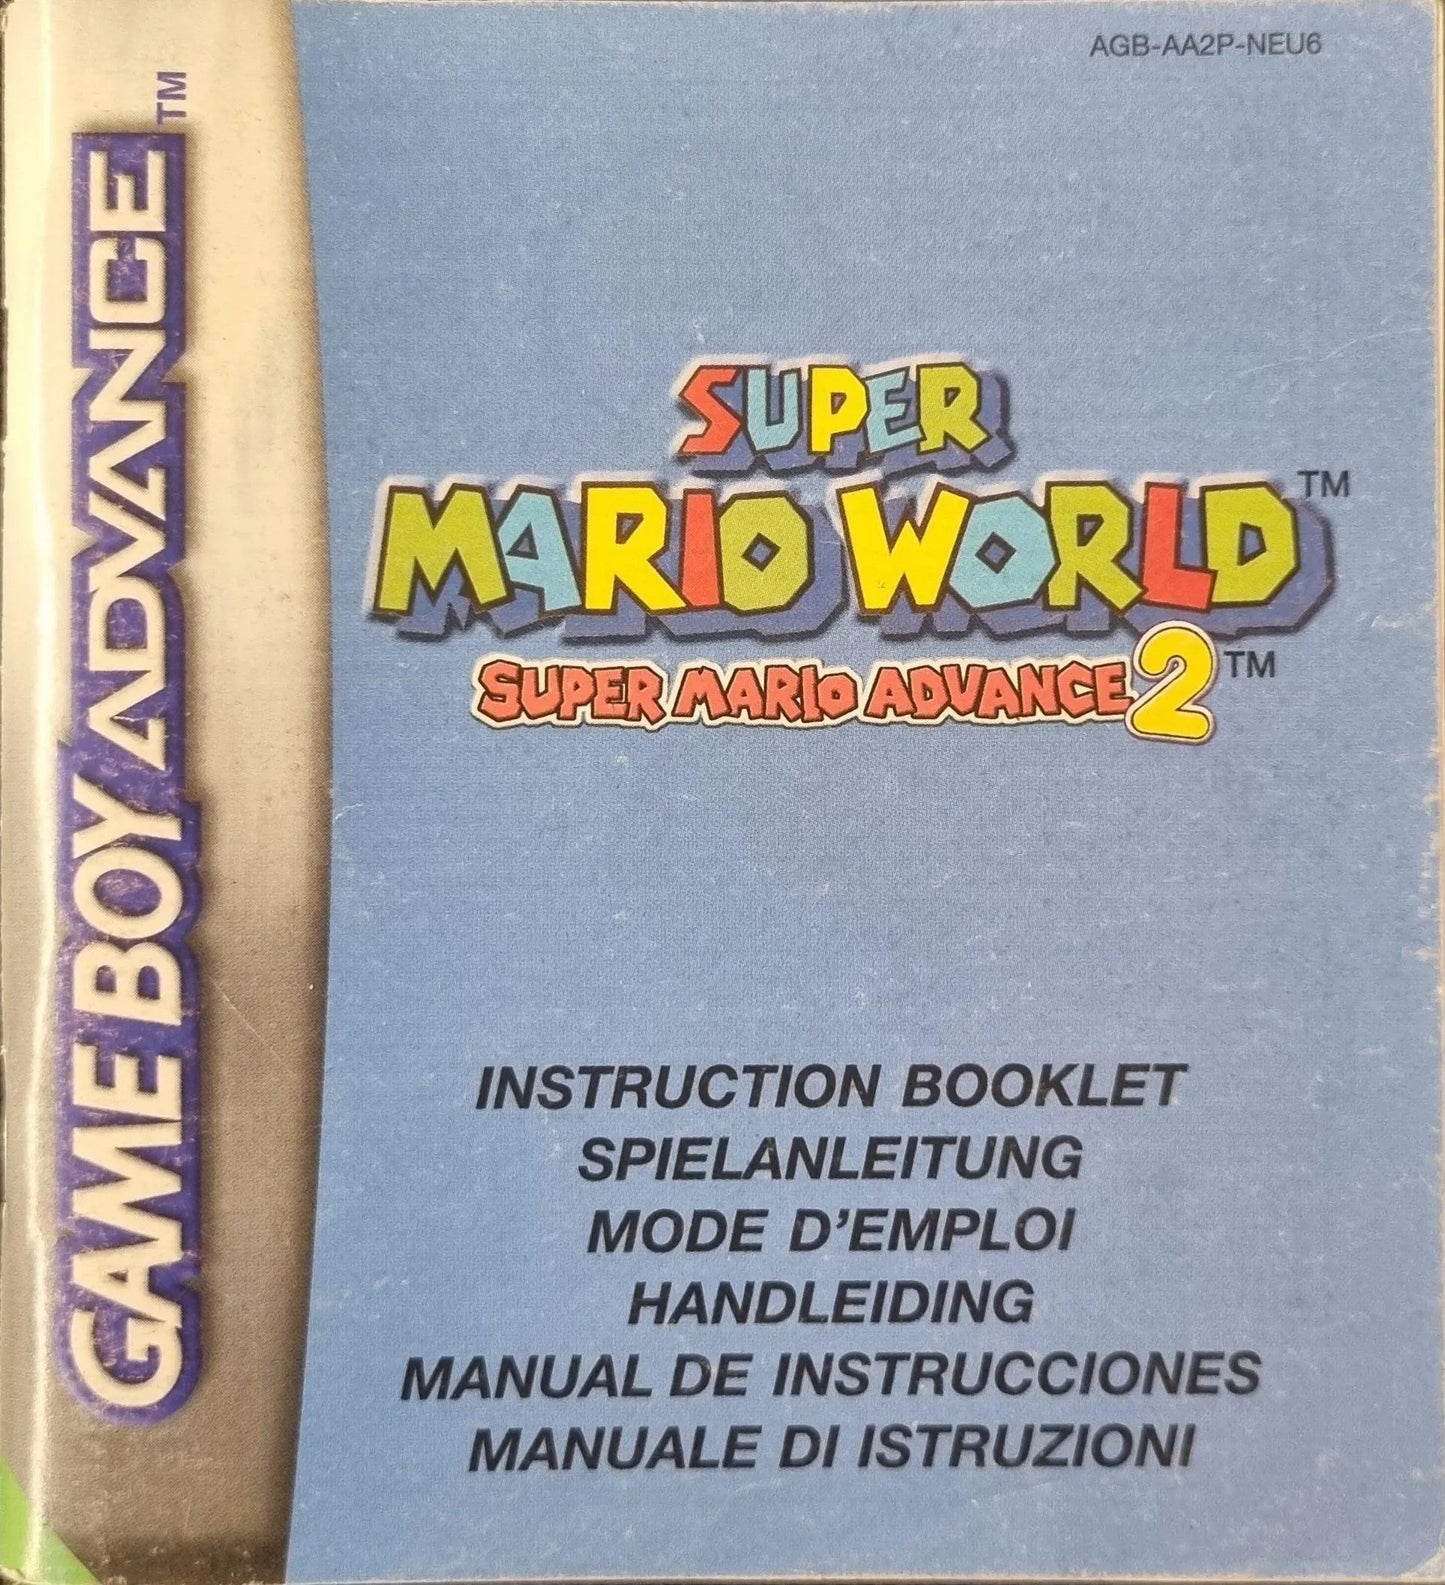 AGB-AA2P-NEU6
GAME BOY ADVANCE™
SUPER
MARIO WORLD™
SUPER MARIO ADVANCE 2™
INSTRUCTION BOOKLET
SPIELANLEITUNG
MODE D'EMPLOI
HANDLEIDING
MANUAL DE INSTRUCCIONES
MANUALE DI ISTRUZIONI